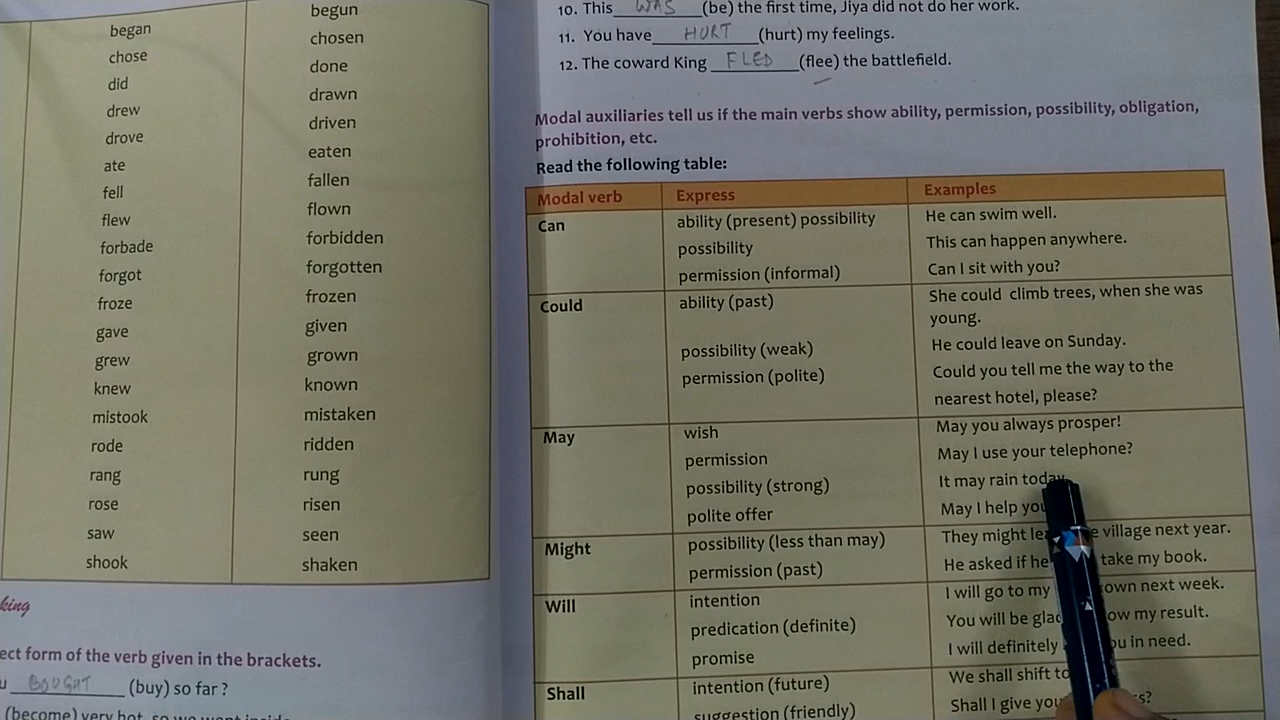 began begun
chose chosen
did done
drew drawn
drove driven
ate eaten
fell fallen
flew flown
forbade forbidden
forgot forgotten
froze frozen
gave given
grew grown
knew known
mistook mistaken
rode ridden
rang rung
rose risen
saw seen
shook shaken
king
ect form of the verb given in the brackets.
u BOUGHT (buy) so far?
(become) very hot, so we went inside
10. This WAS (be) the first time, Jiya did not do her work.
11. You have HURT (hurt) my feelings.
12. The coward King FLED (flee) the battlefield.
Modal auxiliaries tell us if the main verbs show ability, permission, possibility, obligation,
prohibition, etc.
Read the following table:
Modal verb Express Examples
Can ability (present) possibility He can swim well.
possibility This can happen anywhere.
permission (informal) Can I sit with you?
Could ability (past) She could climb trees, when she was
young.
possibility (weak) He could leave on Sunday.
permission (polite) Could you tell me the way to the
nearest hotel, please?
May wish May you always prosper!
permission May I use your telephone?
possibility (strong) It may rain today
polite offer May I help you
Might possibility (less than may) They might village next year.
permission (past) He asked if he take my book.
Will intention I will go to my own next week.
predication (definite) You will be my result.
promise I will definitely in need.
Shall intention (future) We shall shift to
suggestion (friendly) Shall I give you